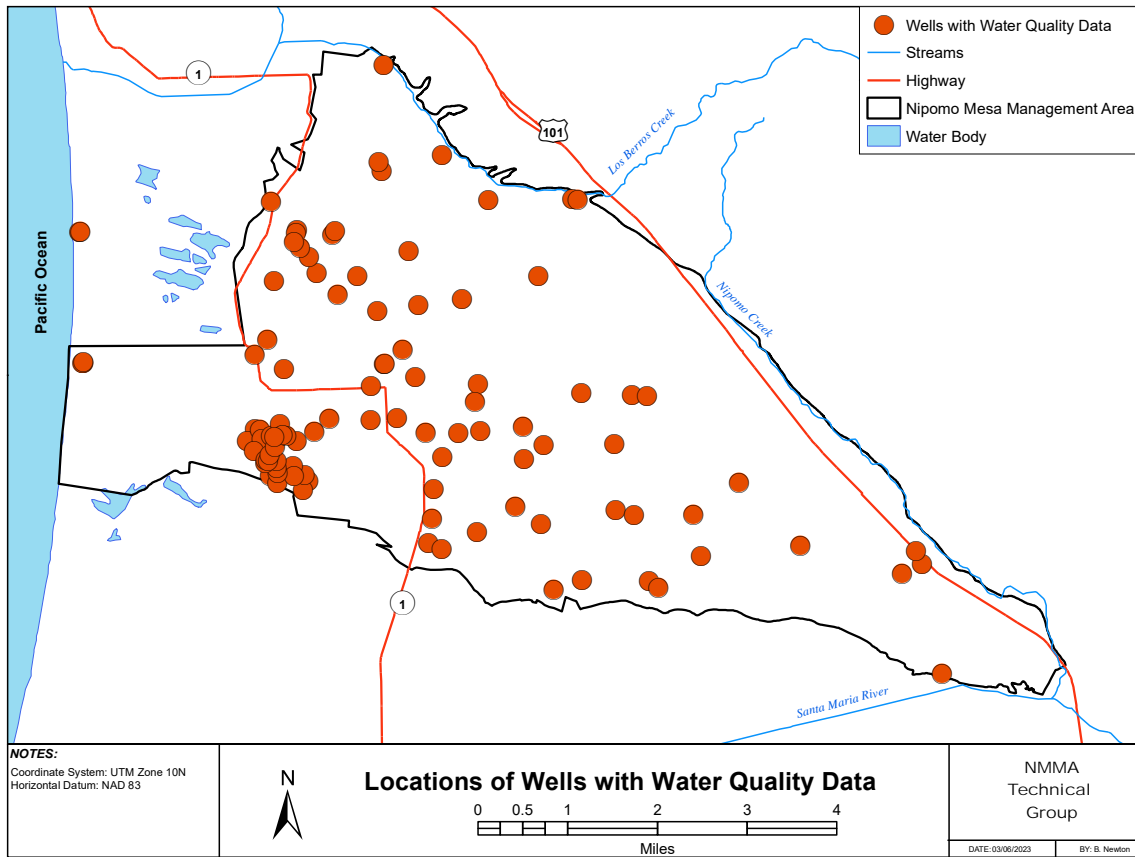 Wells with Water Quality Data
Streams
Highway
Nipomo Mesa Management Area
Water Body
1
101
Los Berros Creek
Pacific Ocean
Nipomo Creek
1
Santa Maria River
NOTES:
Coordinate System: UTM Zone 10N
Horizontal Datum: NAD 83
N
Locations of Wells with Water Quality Data
0 0.5 1 2 3 4
Miles
NMMA
Technical
Group
DATE: 03/06/2023
BY: B. Newton